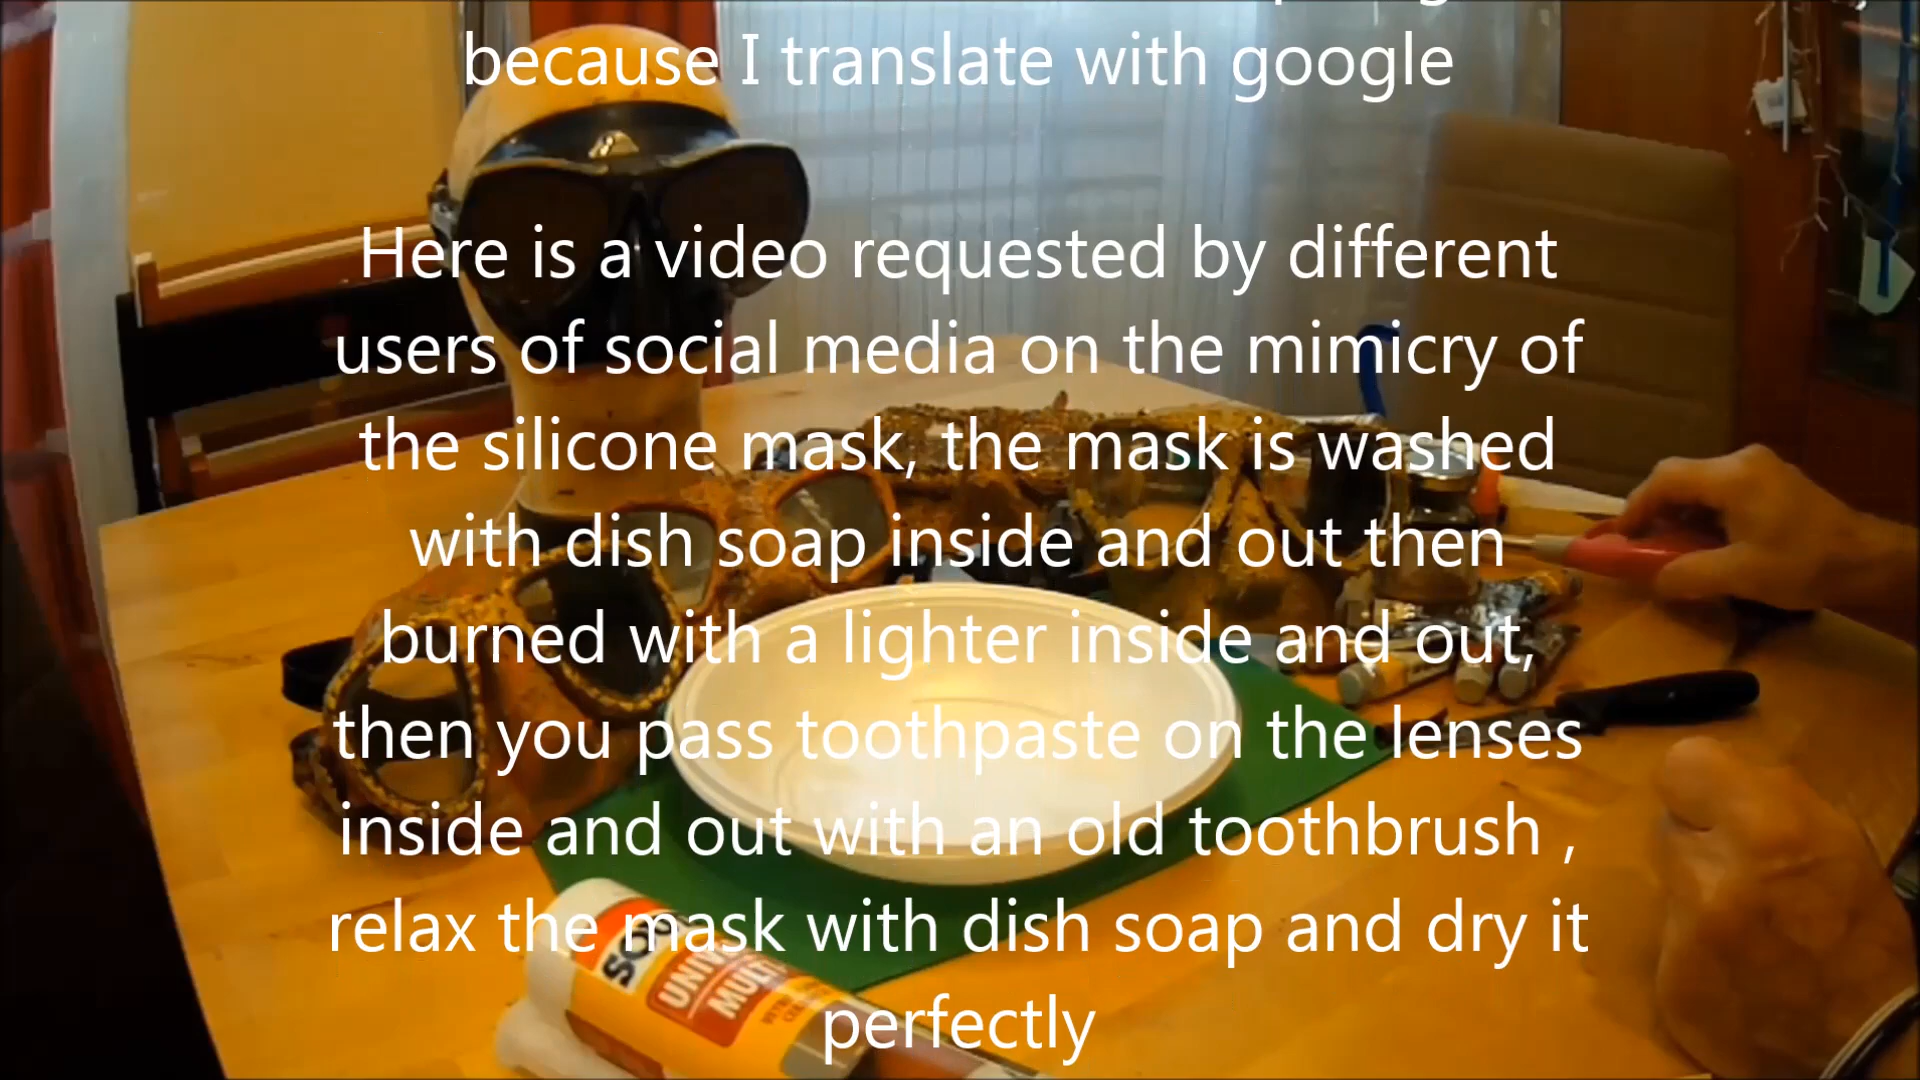 because I translate with google
Here is a video requested by different
users of social media on the mimicry of
the silicone mask, the mask is washed
with dish soap inside and out then
burned with a lighter inside and out,
then you pass toothpaste on the lenses
inside and out with an old toothbrush ,
relax the mask with dish soap and dry it
perfectly